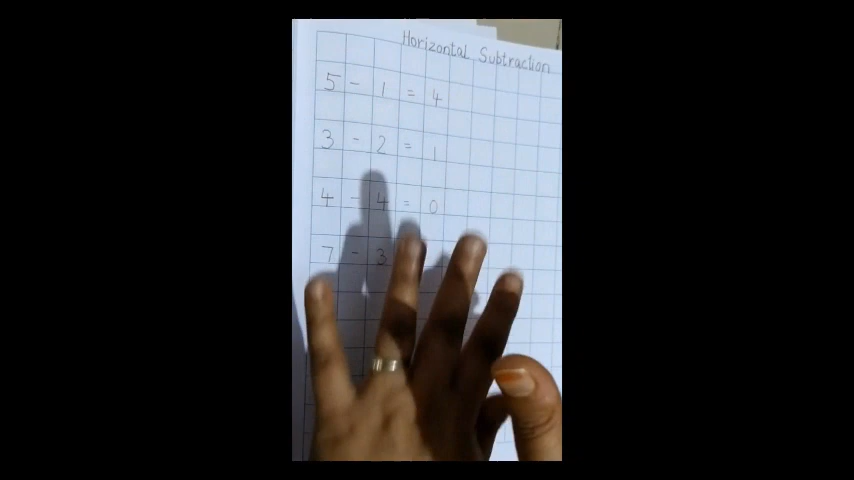 Horizontal Subtraction
5 - 1 = 4
3 - 2 = 1
4 - 4 = 0
7 - 3